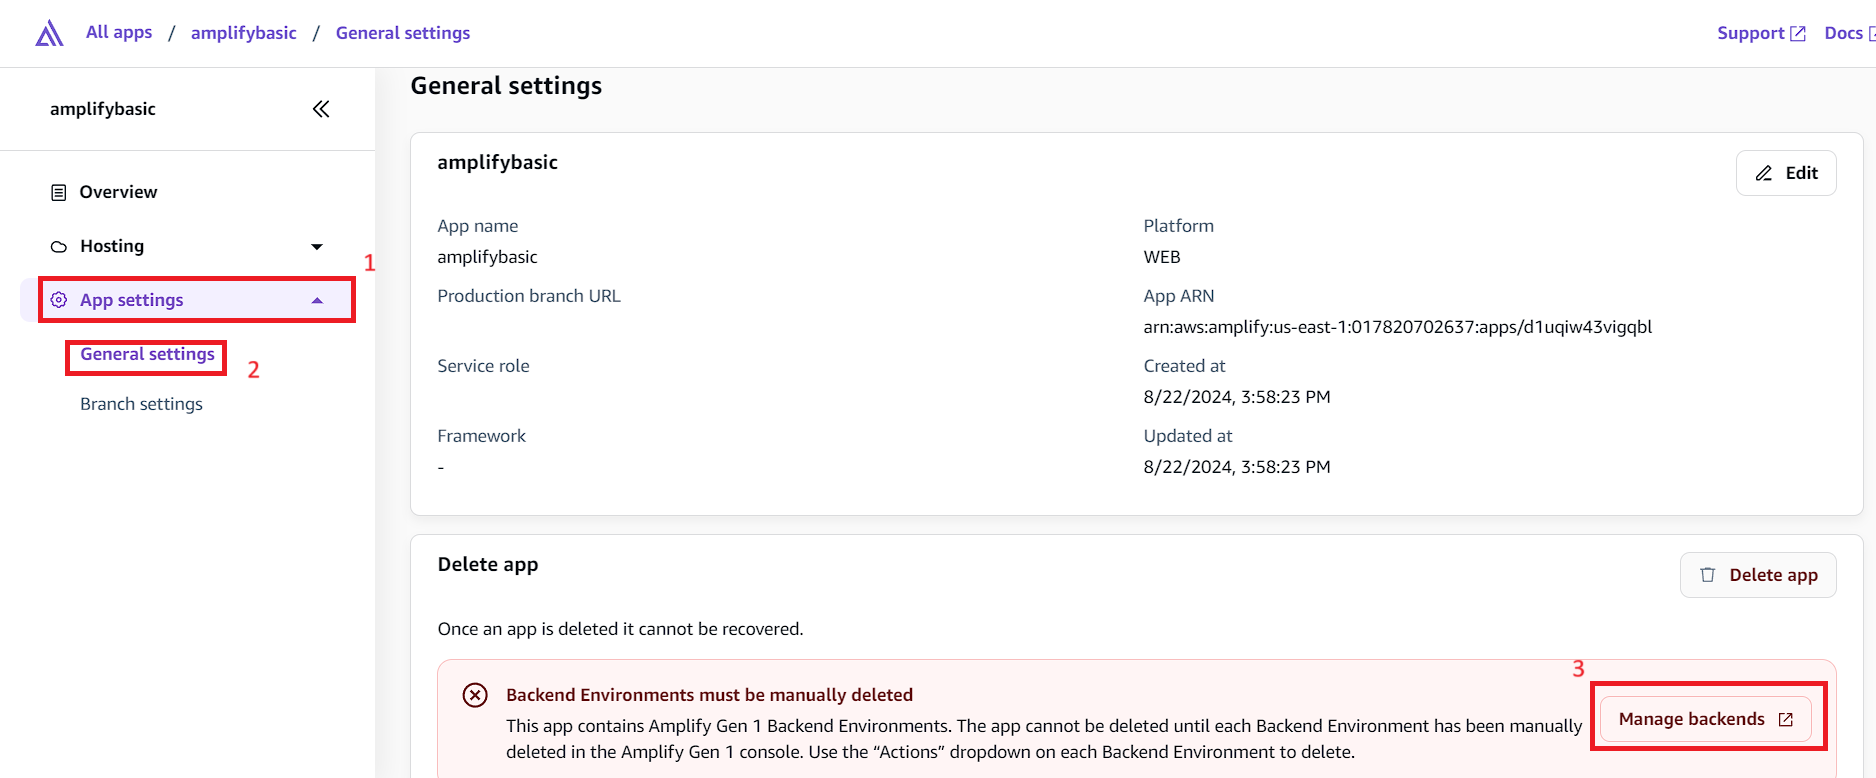 All apps / amplifybasic / General settings
Support Docs
amplifybasic
General settings
amplifybasic
Edit
Overview
Hosting
1
App settings
General settings
2
Branch settings
App name
amplifybasic
Production branch URL
Service role
Framework
-
Platform
WEB
App ARN
arn:aws:amplify:us-east-1:017820702637:apps/d1uqiw43vigqbl
Created at
8/22/2024, 3:58:23 PM
Updated at
8/22/2024, 3:58:23 PM
Delete app
Delete app
Once an app is deleted it cannot be recovered.
3
Backend Environments must be manually deleted
This app contains Amplify Gen 1 Backend Environments. The app cannot be deleted until each Backend Environment has been manually
deleted in the Amplify Gen 1 console. Use the “Actions” dropdown on each Backend Environment to delete.
Manage backends